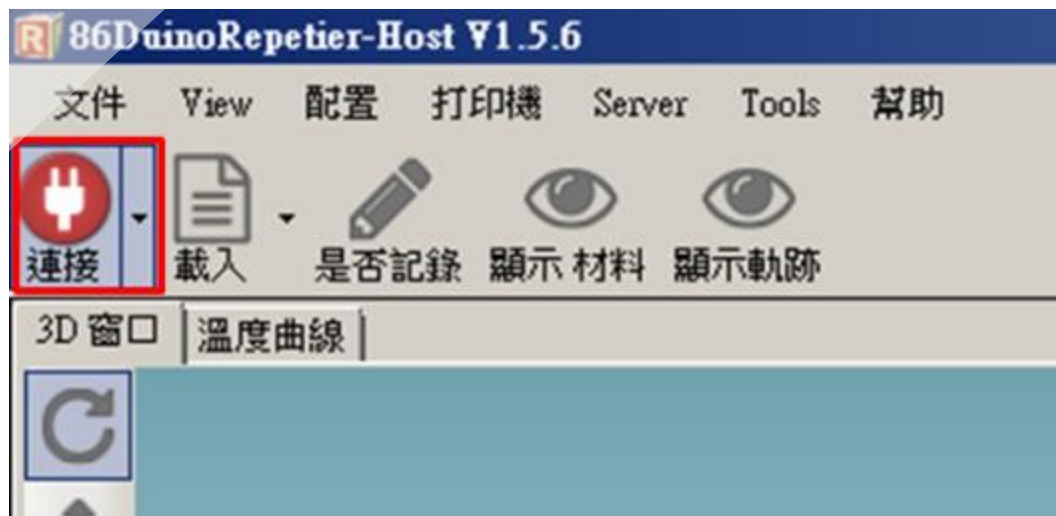 86DuinoRepetier-Host V1.5.6
文件 View 配置 打印機 Server Tools 幫助
連接 載入 是否記錄 顯示材料 顯示軌跡
3D 窗口 溫度曲線